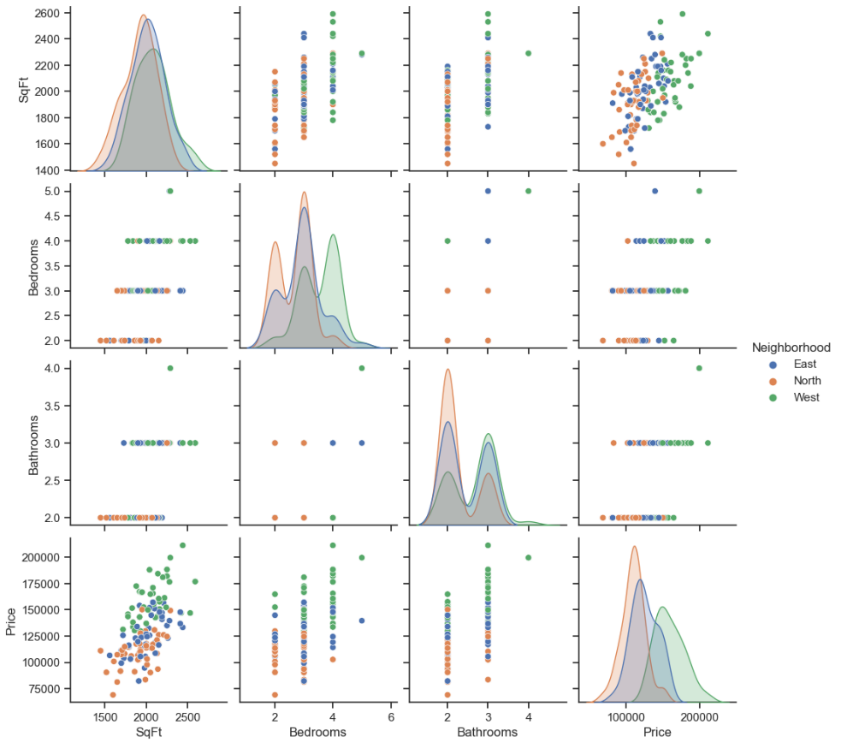 2600
2400
2200
2000
1800
1600
1400
SqFt
5.0
4.5
4.0
3.5
3.0
2.5
2.0
Bedrooms
Neighborhood
East
North
West
4.0
3.5
3.0
2.5
2.0
Bathrooms
200000
175000
150000
125000
100000
75000
Price
1500 2000 2500
2 4 6
2 3 4
100000 200000
SqFt Bedrooms Bathrooms Price